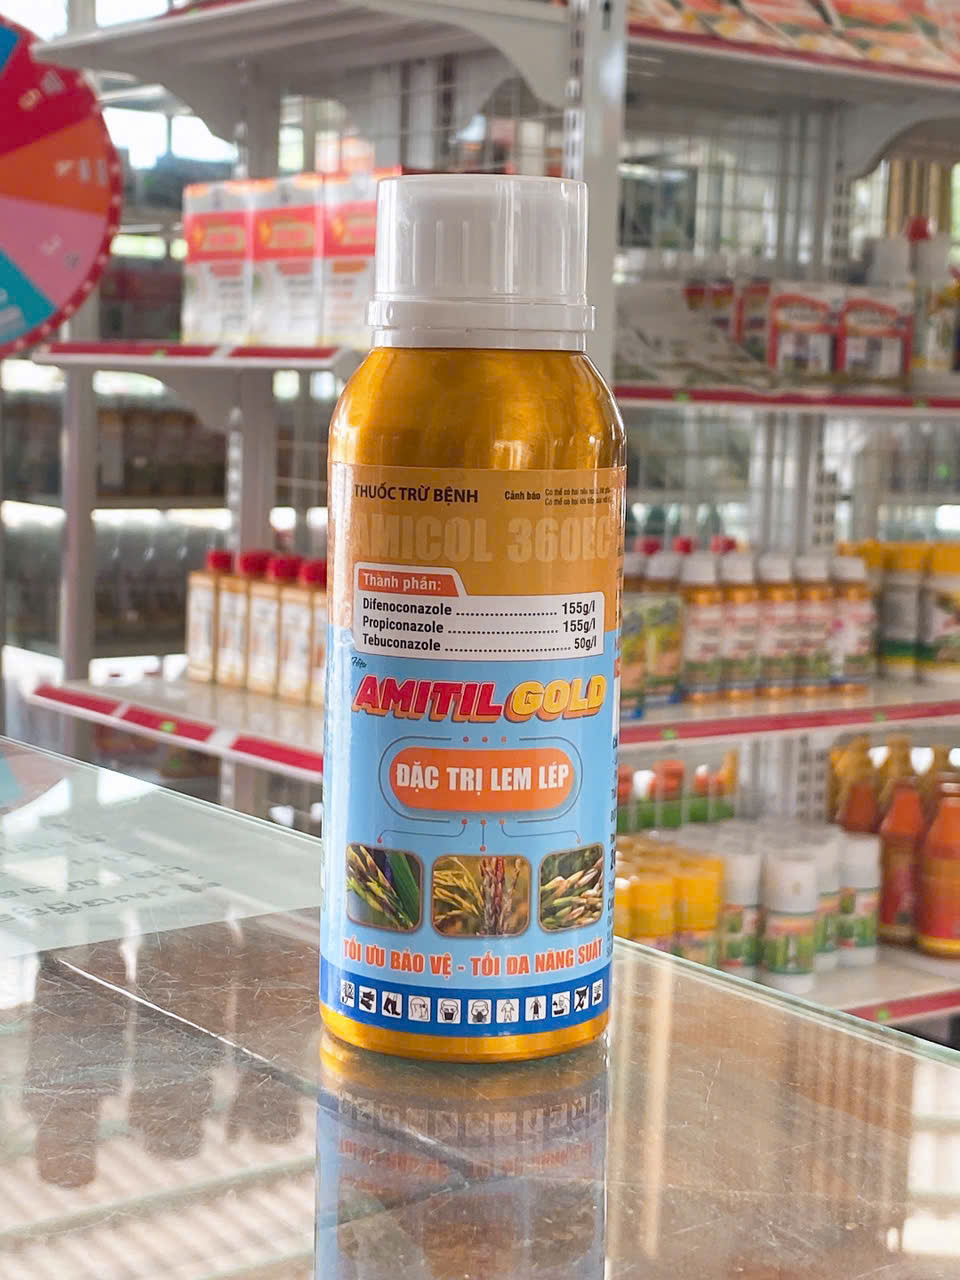 THUỐC TRỪ BỆNH
Cảnh báo
AMICOL 360EC
Thành phần:
Difenoconazole ........................... 155g/l
Propiconazole ............................. 155g/l
Tebuconazole ................................. 50g/l
AMITIL GOLD
ĐẶC TRỊ LEM LÉP
TỐI ƯU BẢO VỆ - TỐI ĐA NĂNG SUẤT